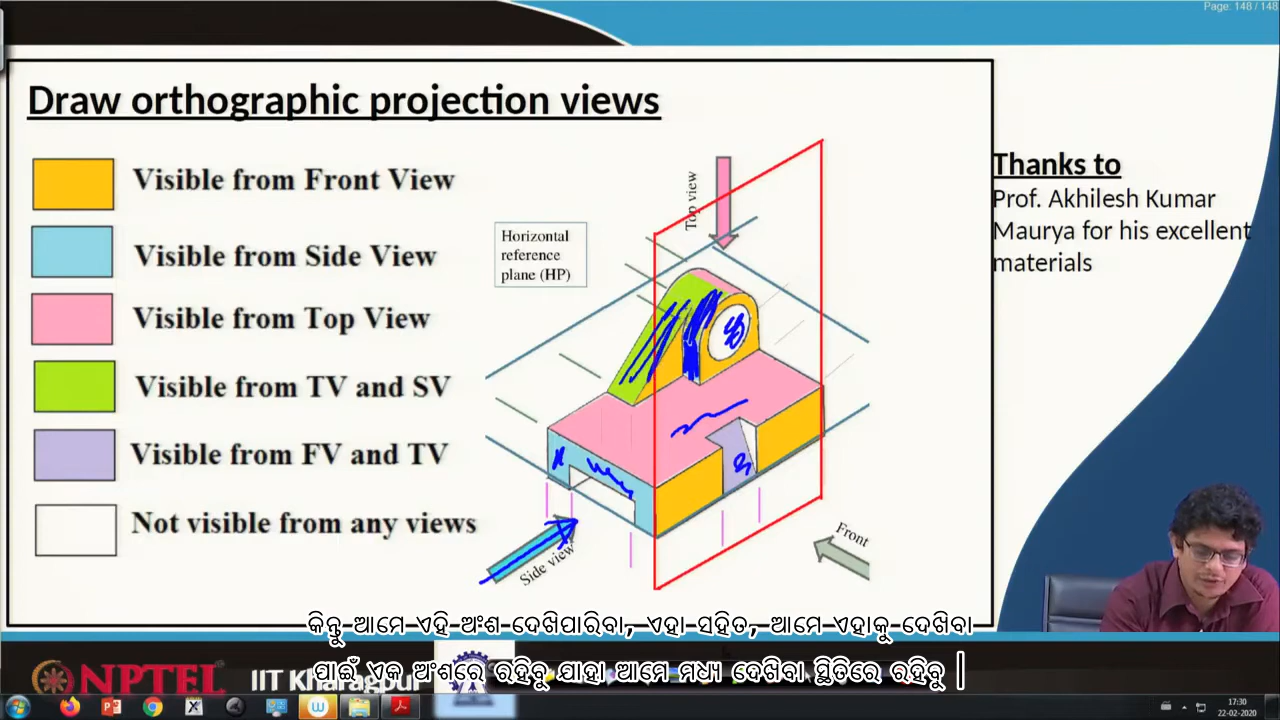 Page: 148 / 148
Draw orthographic projection views
Visible from Front View
Visible from Side View
Visible from Top View
Visible from TV and SV
Visible from FV and TV
Not visible from any views
Horizontal
reference
plane (HP)
Top view
Side view
Front
Thanks to
Prof. Akhilesh Kumar
Maurya for his excellent
materials
କିନ୍ତୁ ଆମେ ଏହି ଅଂଶ ଦେଖିପାରିବା, ଏହା ସହିତ, ଆମେ ଏହାକୁ ଦେଖିବା
ପାଇଁ ଏକ ଅଂଶରେ ରହିବୁ ଯାହା ଆମେ ମଧ୍ୟ ଦେଖିବା ସ୍ଥିତିରେ ରହିବୁ |
NPTEL
IIT Kharagpur
17:30
22-02-2020